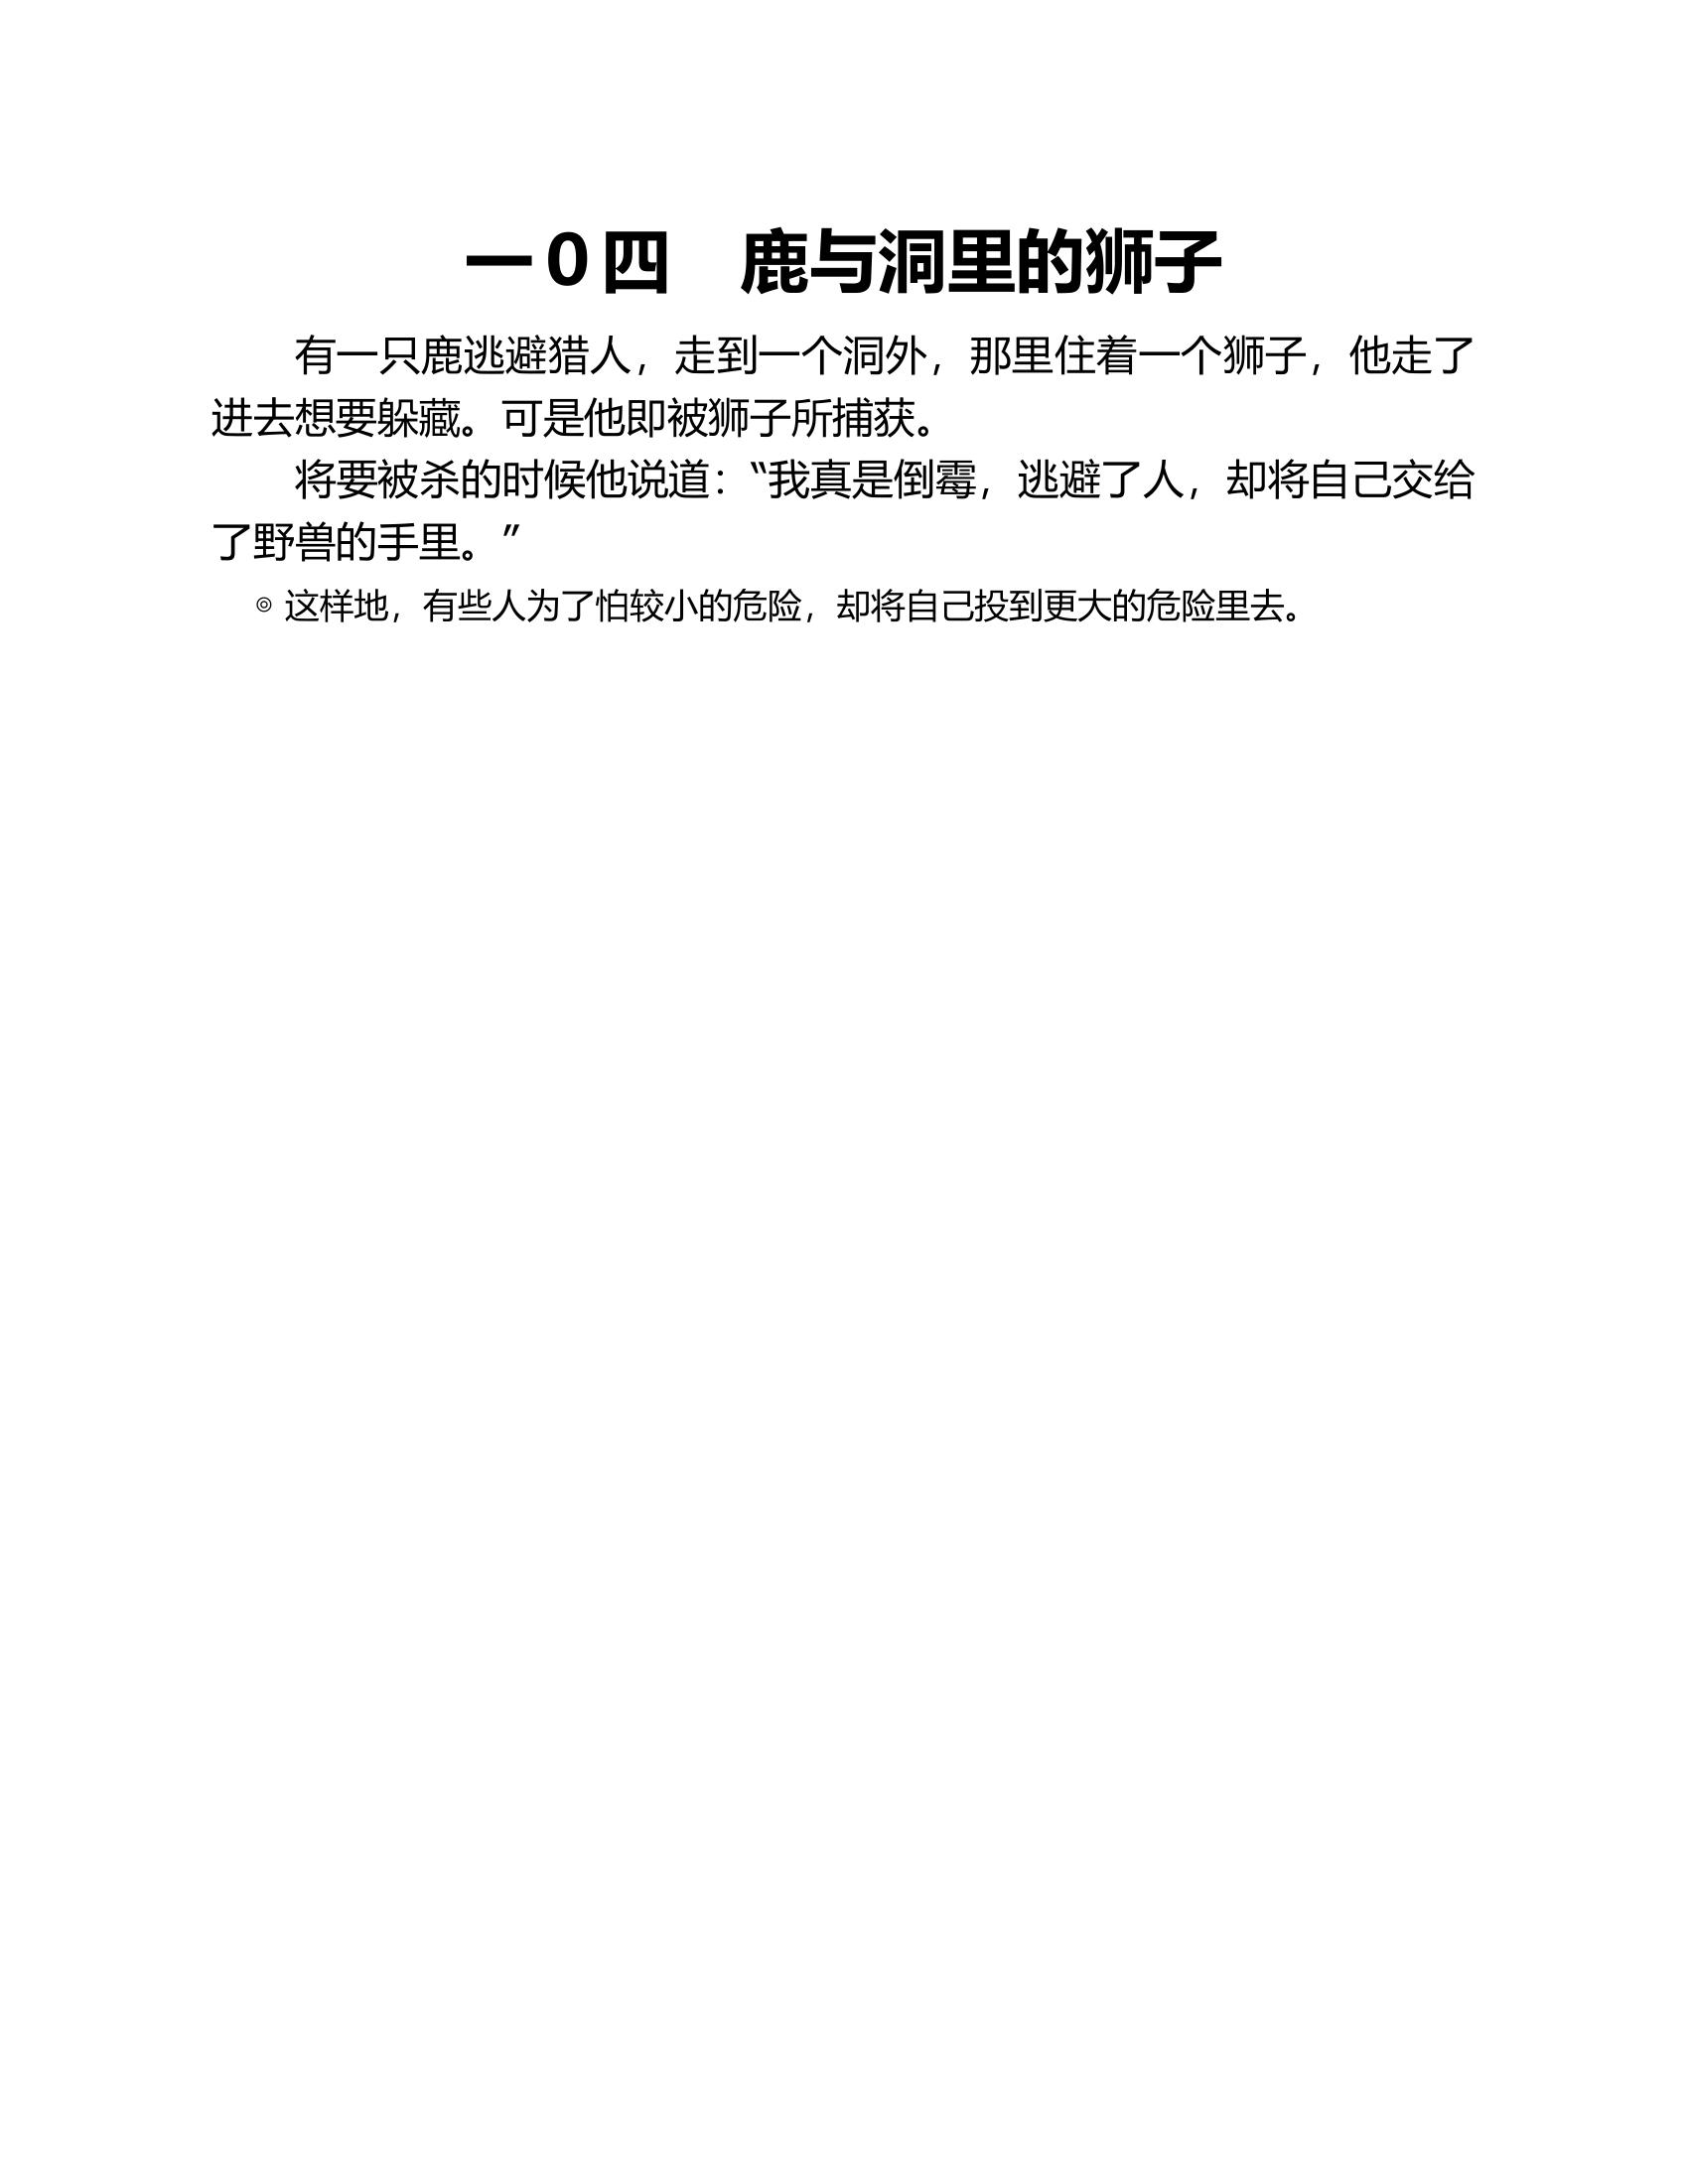 一0四　鹿与洞里的狮子
有一只鹿逃避猎人，走到一个洞外，那里住着一个狮子，他走了
进去想要躲藏。可是他即被狮子所捕获。
将要被杀的时候他说道：“我真是倒霉，逃避了人，却将自己交给
了野兽的手里。”
◎ 这样地，有些人为了怕较小的危险，却将自己投到更大的危险里去。